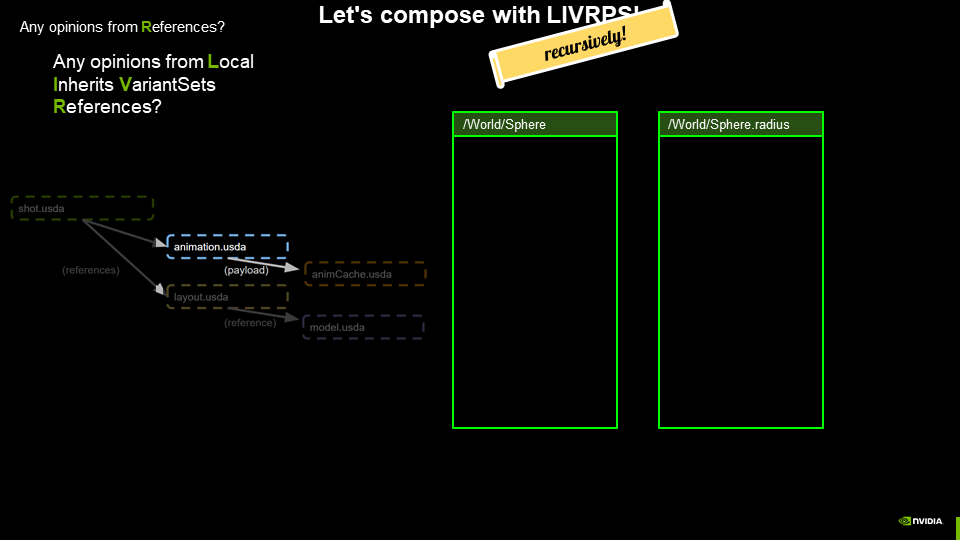 Let's compose with LIVRPS!
recursively!
Any opinions from References?
Any opinions from Local
Inherits VariantSets
References?
/World/Sphere
/World/Sphere.radius
shot.usda
animation.usda
(references)
(payload)
animCache.usda
layout.usda
(reference)
model.usda
NVIDIA